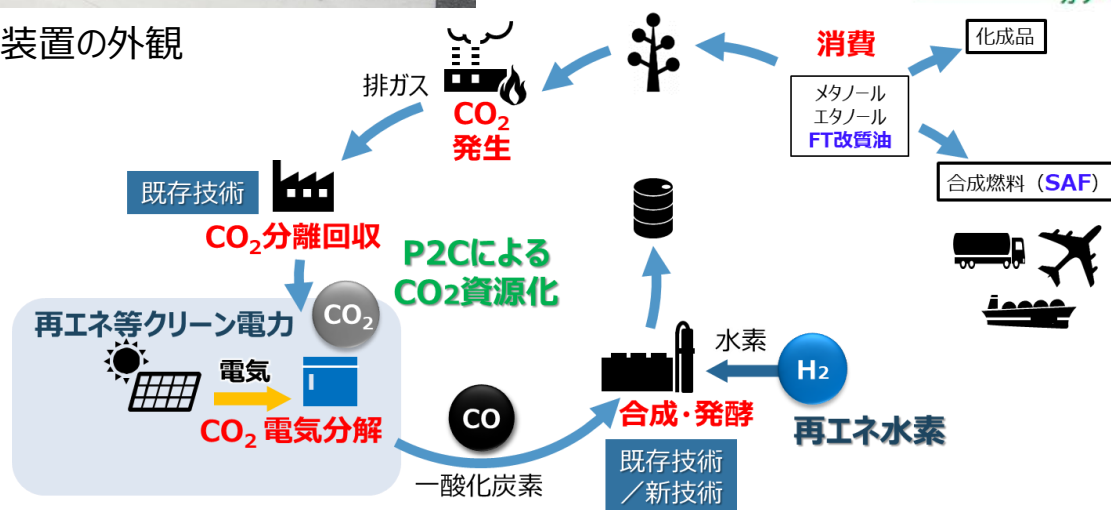 装置の外観
消費
化成品
メタノール
エタノール
FT改質油
合成燃料（SAF）
排ガス
CO₂
発生
既存技術
CO₂分離回収
P2Cによる
CO2資源化
再エネ等クリーン電力
CO₂
電気
CO₂電気分解
CO
一酸化炭素
水素
H₂
合成・発酵
再エネ水素
既存技術
／新技術